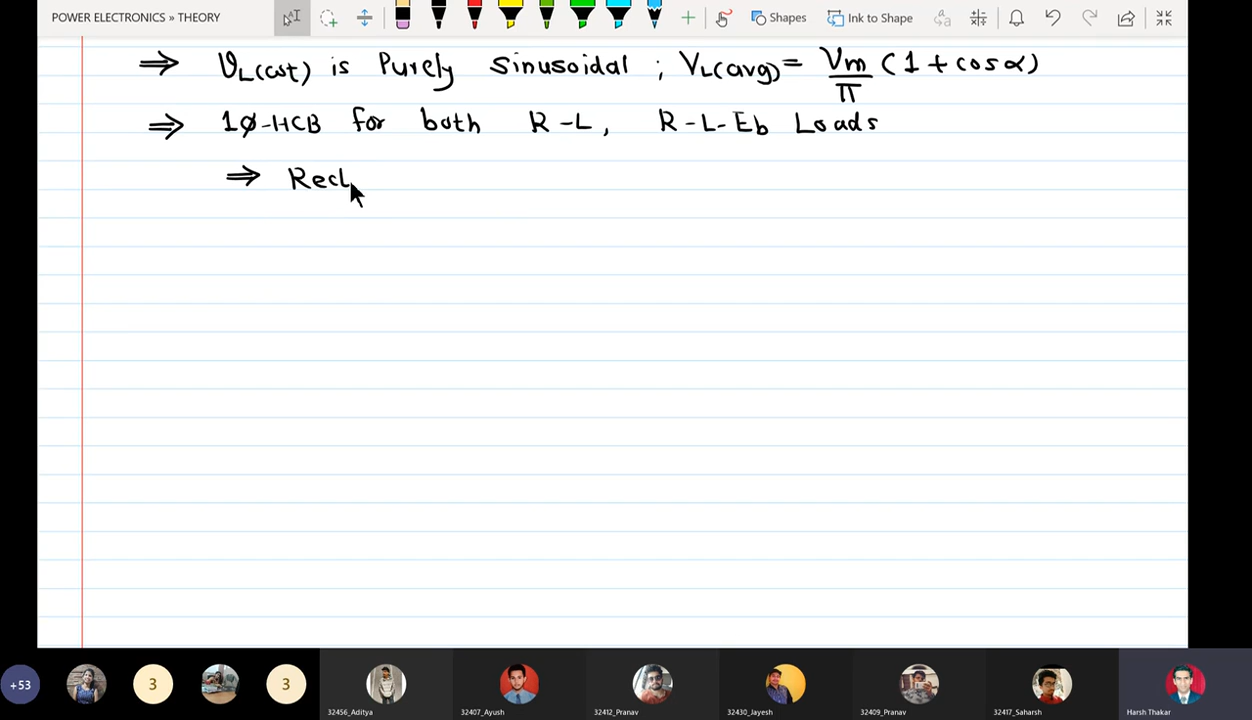 POWER ELECTRONICS » THEORY
Shapes
Ink to Shape
⇒ VL(ωt) is Purely Sinusoidal ; VL(avg) = Vm/π (1 + cosα)
⇒ 1φ-HCB for both R-L, R-L-Eb Loads
⇒ Rect
+53
3
3
32456_Aditya
32407_Ayush
32412_Pranav
32430_Jayesh
32409_Pranav
32417_Saharsh
Harsh Thakar